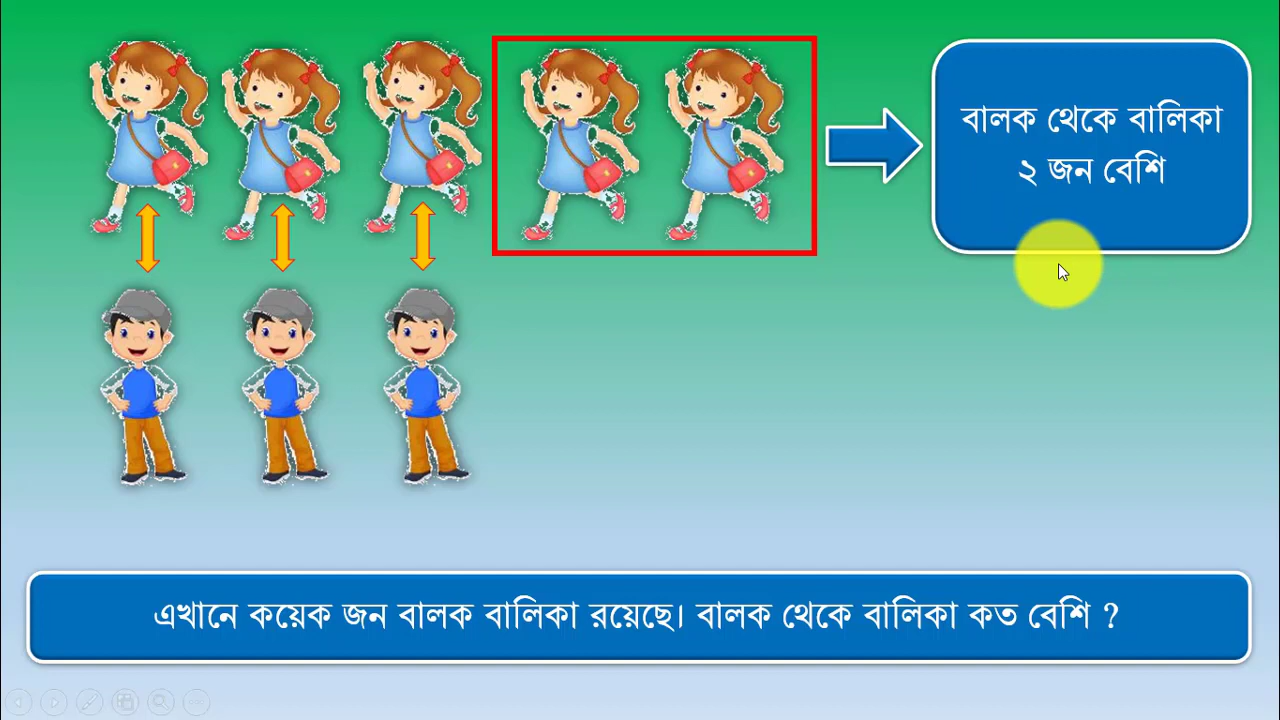 বালক থেকে বালিকা
২ জন বেশি
এখানে কয়েক জন বালক বালিকা রয়েছে। বালক থেকে বালিকা কত বেশি ?